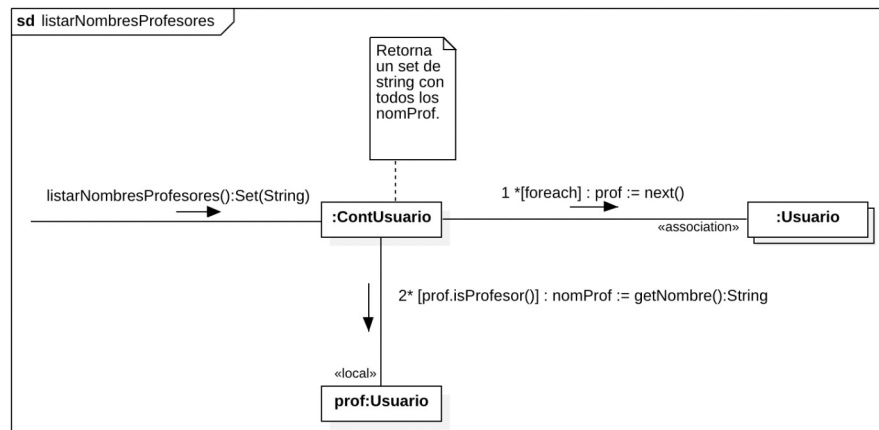 sd listarNombresProfesores
Retorna
un set de
string con
todos los
nomProf.
listarNombresProfesores():Set(String)
1 *[foreach] : prof := next()
:ContUsuario
:Usuario
«association»
2* [prof.isProfesor()] : nomProf := getNombre():String
«local»
prof:Usuario